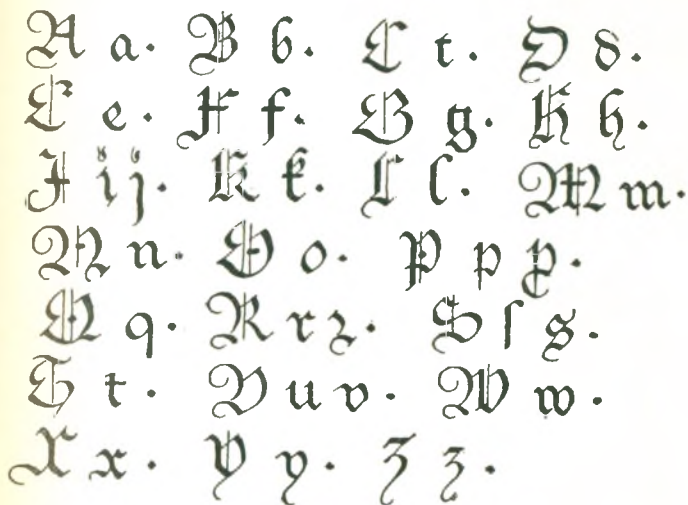 A a. B b. C c. D d.
E e. F f. G g. H h.
J i j. K k. L l. M m.
N n. O o. P p p.
Q q. R r ꝛ. S ſ s.
T t. V u v. W w.
X x. Y y. Z z.